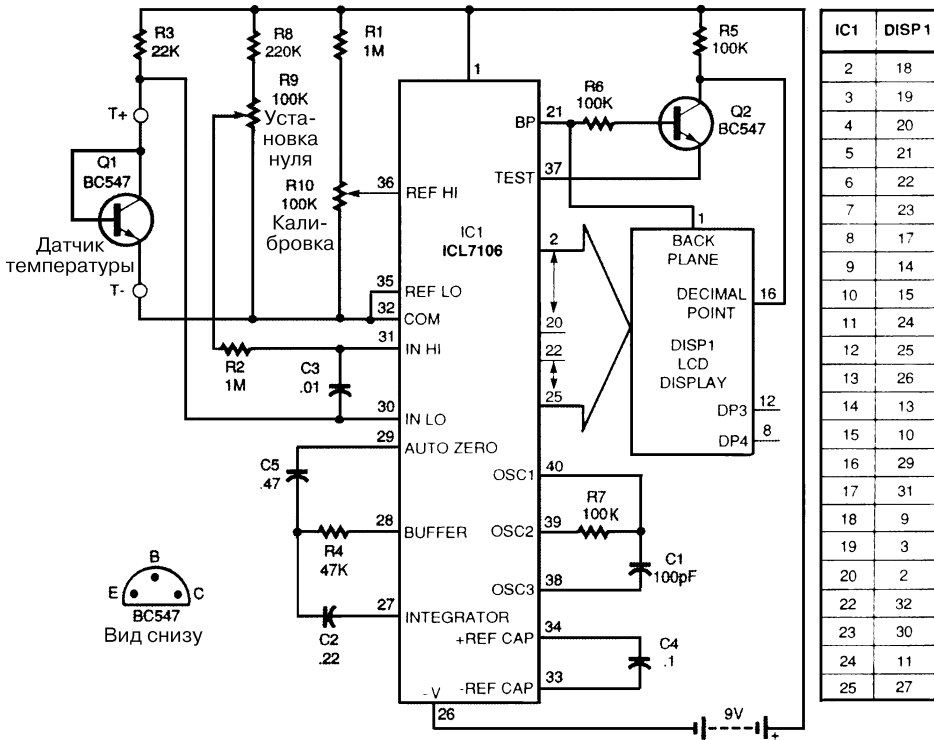 R3
22K
R8
220K
R1
1M
R5
100K
R9
100K
Уста-
новка
нуля
T+
Q1
BC547
Датчик
температуры
T-
R10
100K
Кали-
бровка
1
36
REF HI
IC1
ICL7106
BP
21
R6
100K
Q2
BC547
TEST
37
35
REF LO
32
COM
31
IN HI
R2
1M
C3
.01
30
IN LO
29
AUTO ZERO
C5
.47
28
BUFFER
R4
47K
27
INTEGRATOR
C2
.22
2
20
22
25
1
BACK
PLANE
DECIMAL
POINT
16
DISP1
LCD
DISPLAY
DP3
12
DP4
8
OSC1
40
R7
100K
OSC2
39
C1
100pF
OSC3
38
+REF CAP
34
C4
.1
-REF CAP
33
-V
26
9V
+
B
E
C
BC547
Вид снизу
IC1 DISP1
2 18
3 19
4 20
5 21
6 22
7 23
8 17
9 14
10 15
11 24
12 25
13 26
14 13
15 10
16 29
17 31
18 9
19 3
20 2
22 32
23 30
24 11
25 27